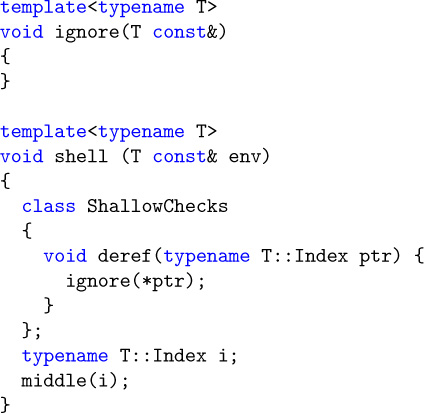 template<typename T>
void ignore(T const&)
{
}

template<typename T>
void shell (T const& env)
{
  class ShallowChecks
  {
    void deref(typename T::Index ptr) {
      ignore(*ptr);
    }
  };
  typename T::Index i;
  middle(i);
}